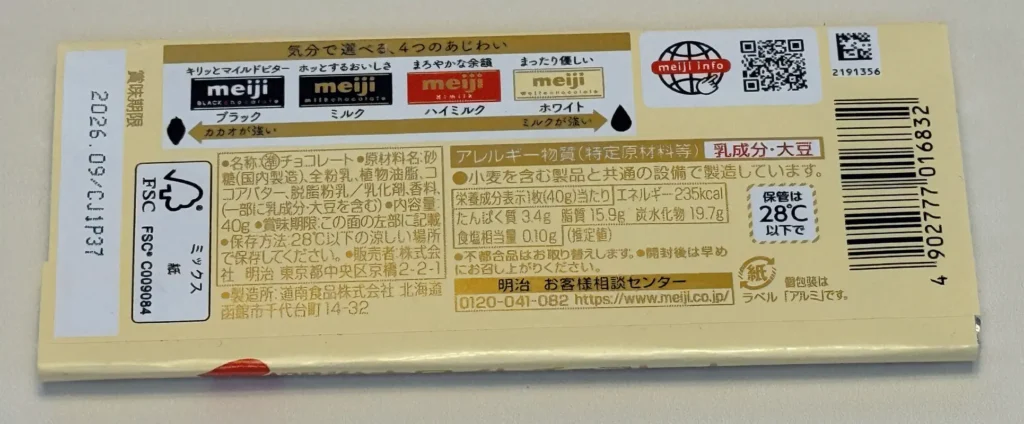 賞味期限
2026.09/CJ1P37
気分で選べる、4つのあじわい
キリッとマイルドビター
meiji
BLACK chocolate
ブラック
ホッとするおいしさ
meiji
milk chocolate
ミルク
まろやかな余韻
meiji
Hi milk
ハイミルク
まったり優しい
meiji
White chocolate
ホワイト
カカオが強い
ミルクが強い
meiji info
2191356
FSC
FSC® C009084
ミックス
紙
●名称:準チョコレート●原材料名:砂
糖(国内製造)、全粉乳、植物油脂、コ
コアバター、脱脂粉乳/乳化剤、香料、
(一部に乳成分・大豆を含む)●内容量:
40g●賞味期限:この面の左部に記載
●保存方法:28℃以下の涼しい場所
で保存してください。●販売者:株式会
社 明治 東京都中央区京橋2-2-1
●製造所:道南食品株式会社 北海道
函館市千代台町14-32
アレルギー物質(特定原材料等) 乳成分・大豆
●小麦を含む製品と共通の設備で製造しています。
栄養成分表示1枚(40g)当たり エネルギー 235kcal
たんぱく質 3.4g 脂質 15.9g 炭水化物 19.7g
食塩相当量 0.10g (推定値)
●不都合品はお取替えします。●開封後は早め
にお召し上がりください。
明治 お客様相談センター
0120-041-082 https://www.meiji.co.jp/
保管は
28℃
以下で
紙
個包装は
ラベル「アルミ」です。
4 902777 016832